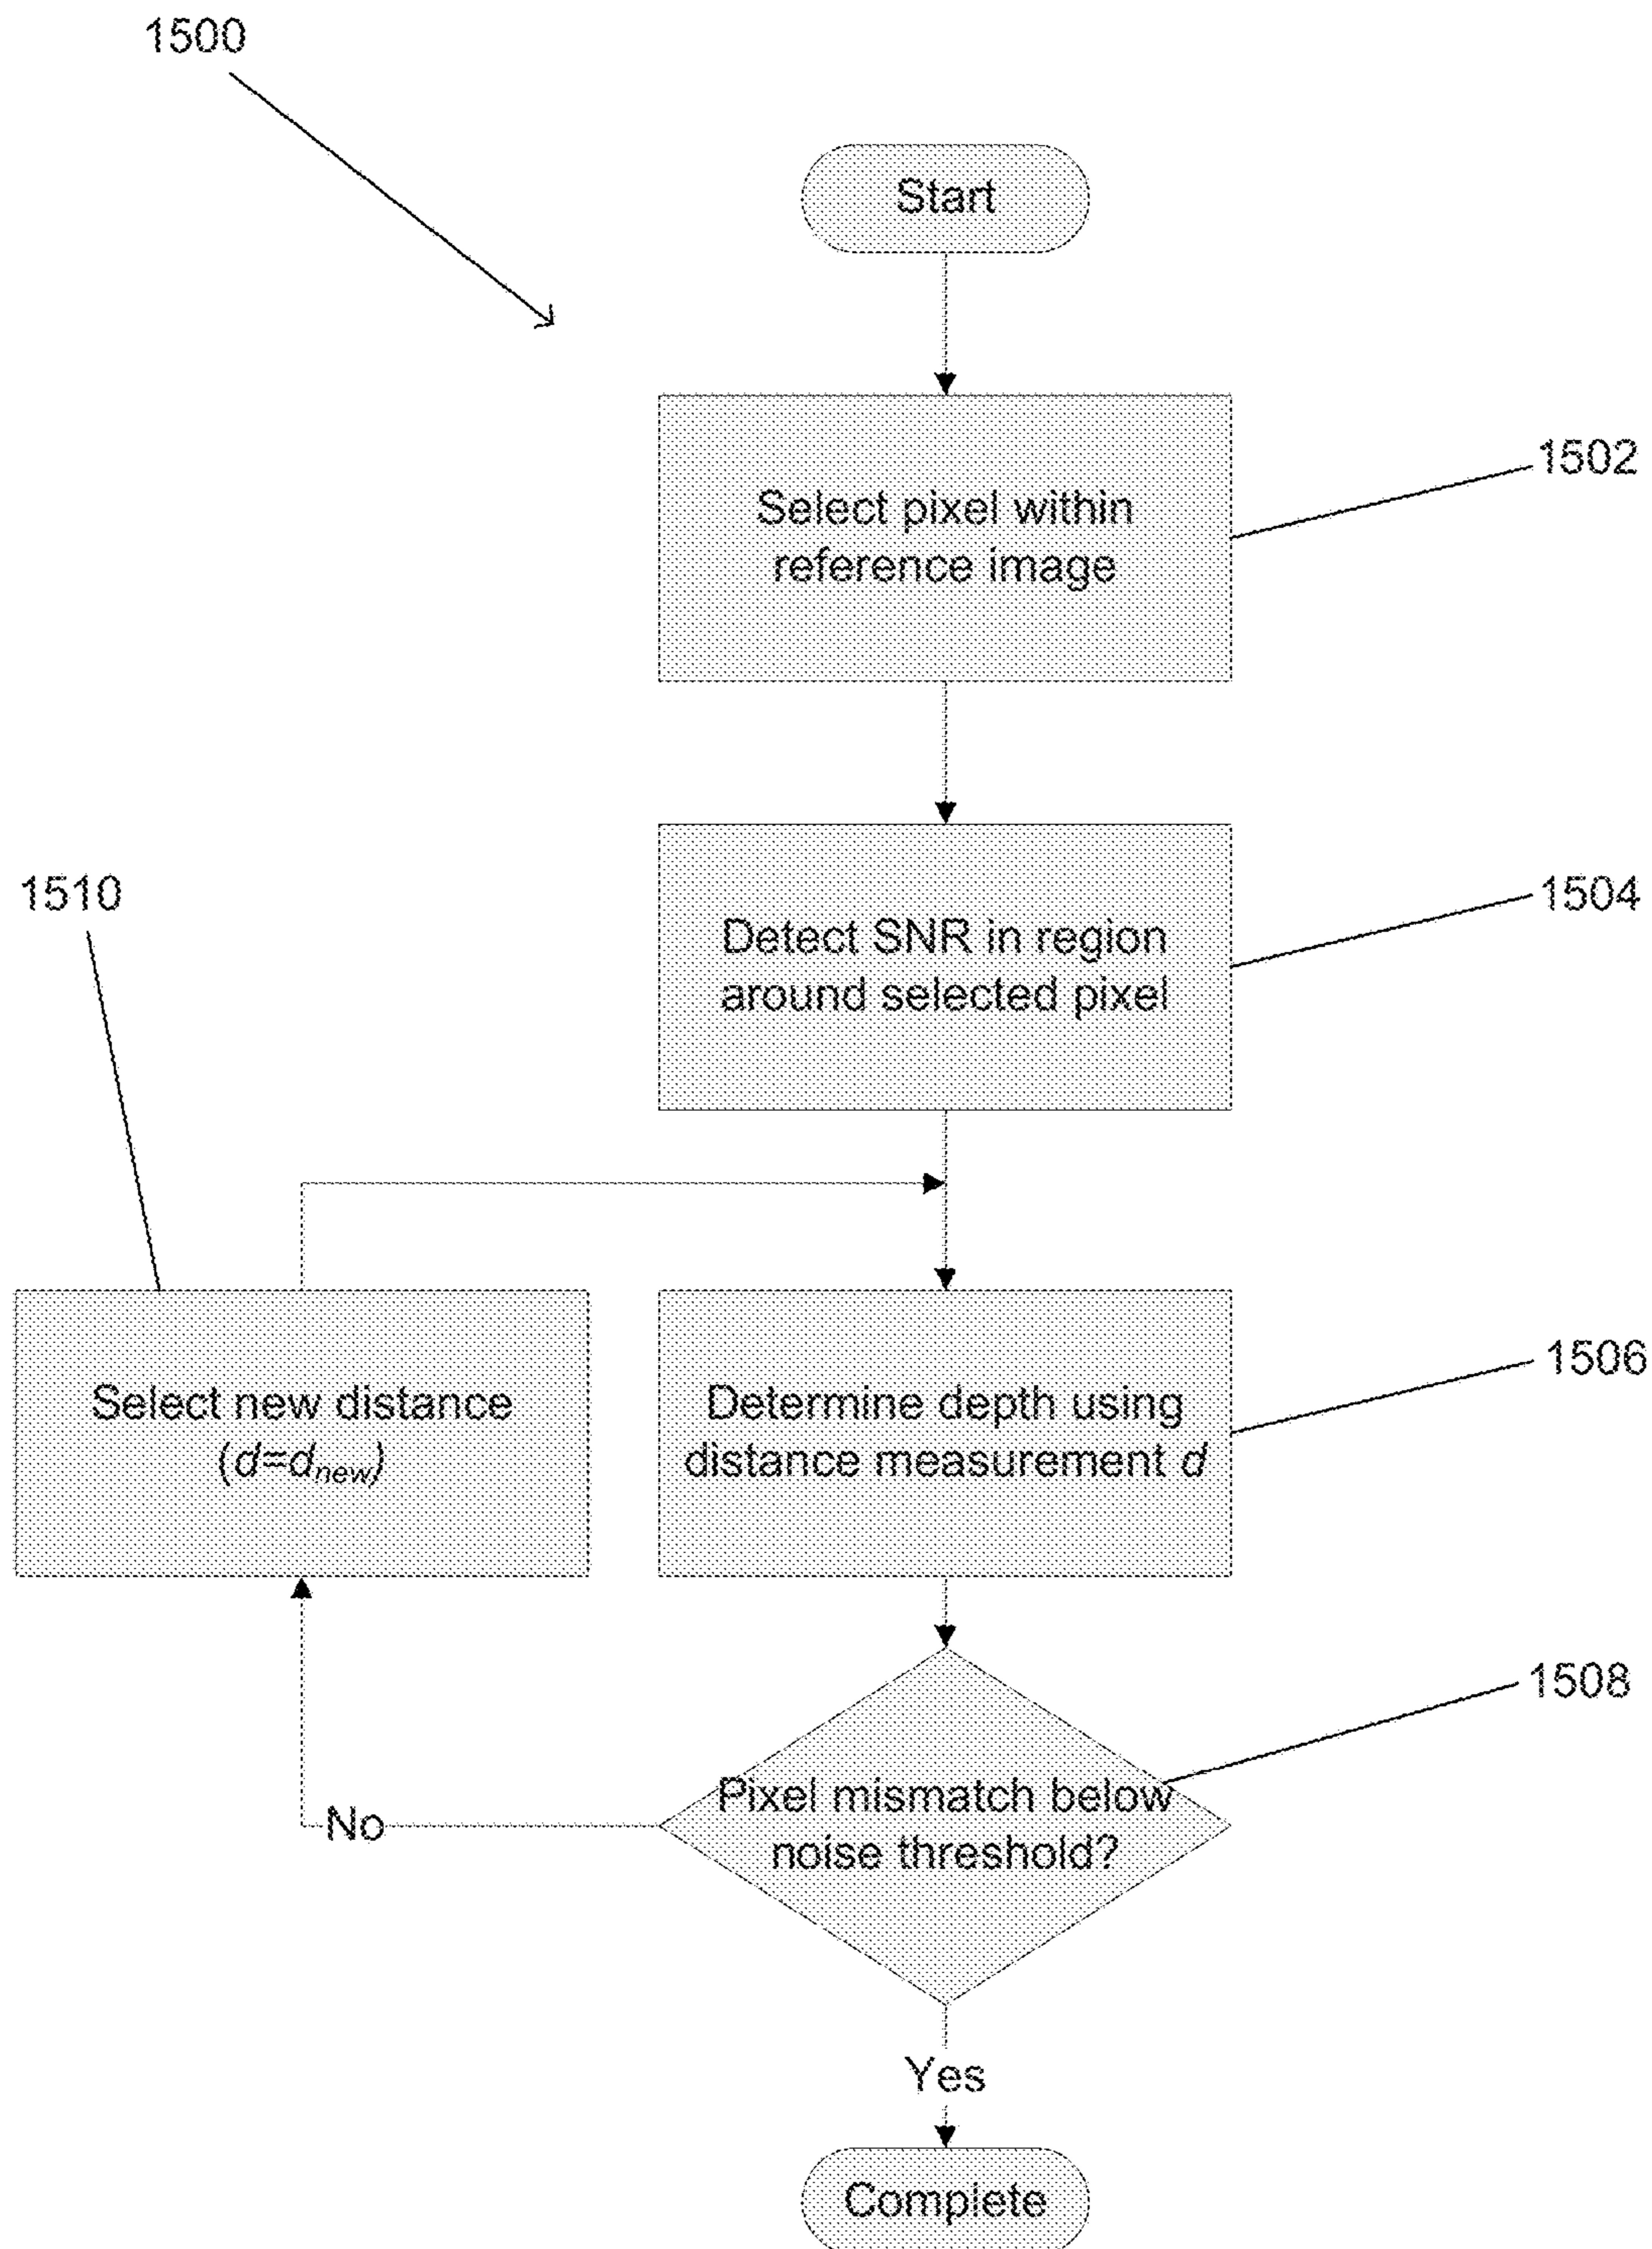 1500
Start
Select pixel within
reference image
1502
Detect SNR in region
around selected pixel
1504
1510
Select new distance
(d=dnew)
Determine depth using
distance measurement d
1506
Pixel mismatch below
noise threshold?
1508
No
Yes
Complete